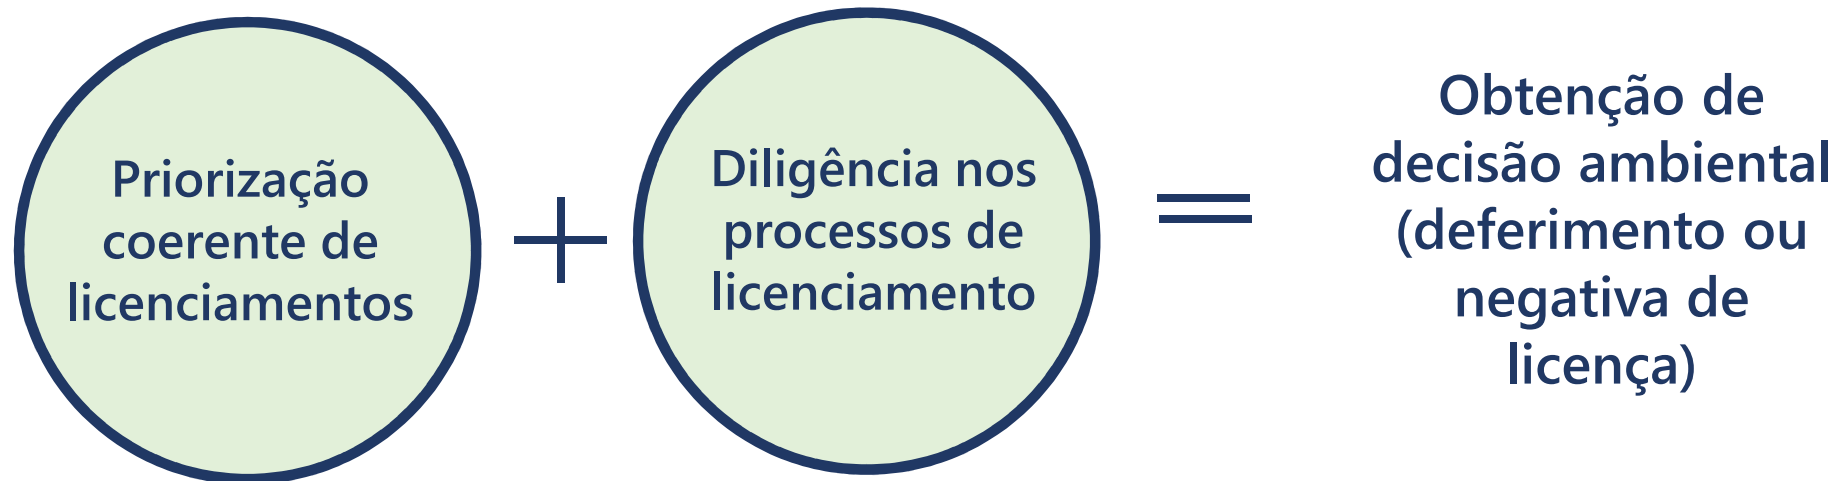 Priorização
coerente de
licenciamentos
+
Diligência nos
processos de
licenciamento
=
Obtenção de
decisão ambiental
(deferimento ou
negativa de
licença)